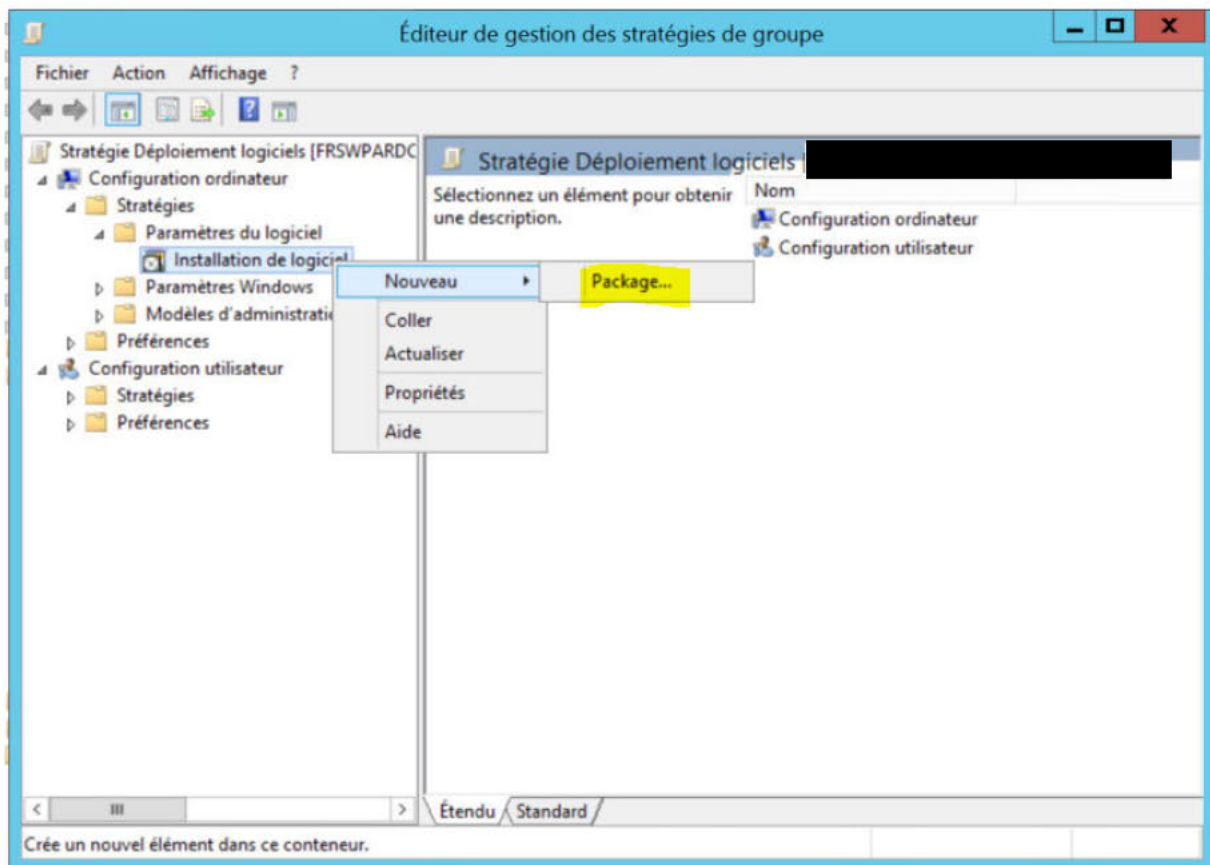 Éditeur de gestion des stratégies de groupe
Fichier Action Affichage ?
Stratégie Déploiement logiciels [FRSWPARDC
Configuration ordinateur
Stratégies
Paramètres du logiciel
Installation de logiciel
Paramètres Windows
Modèles d'administratio
Préférences
Configuration utilisateur
Stratégies
Préférences
Nouveau
Coller
Actualiser
Propriétés
Aide
Package...
Stratégie Déploiement logiciels [
Sélectionnez un élément pour obtenir
une description.
Nom
Configuration ordinateur
Configuration utilisateur
Étendu Standard
Crée un nouvel élément dans ce conteneur.